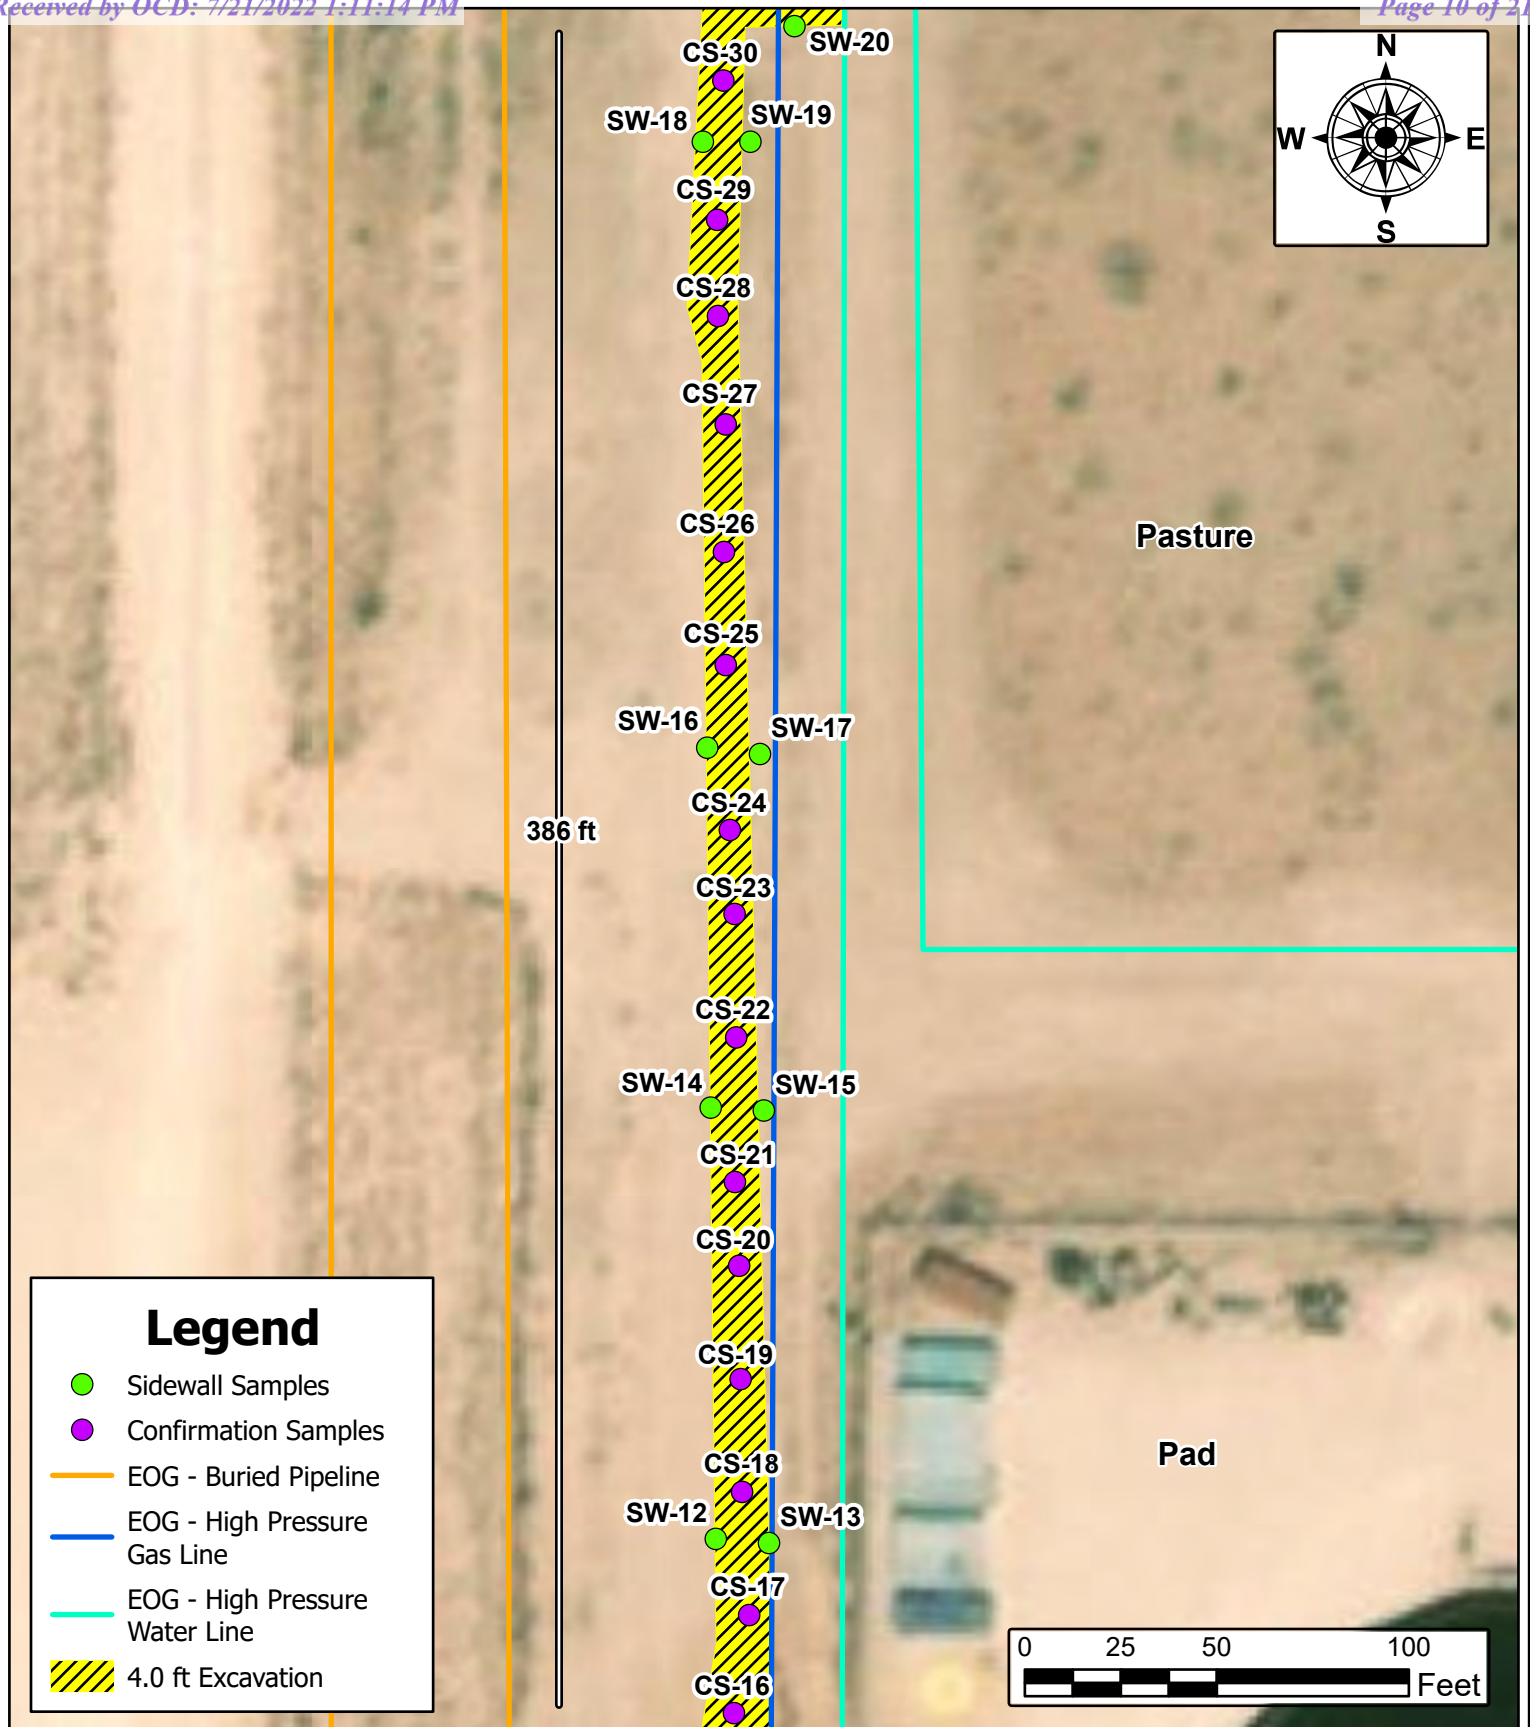 Received by OCD: 7/21/2022 1:11:14 PM
Page 10 of 21
SW-20
CS-30
N
SW-18
SW-19
W
E
CS-29
S
CS-28
CS-27
CS-26
Pasture
CS-25
SW-16
SW-17
CS-24
386 ft
CS-23
CS-22
SW-14
SW-15
CS-21
CS-20
CS-19
CS-18
Pad
SW-12
SW-13
CS-17
CS-16
Legend
Sidewall Samples
Confirmation Samples
EOG - Buried Pipeline
EOG - High Pressure
Gas Line
EOG - High Pressure
Water Line
4.0 ft Excavation
0 25 50 100
Feet